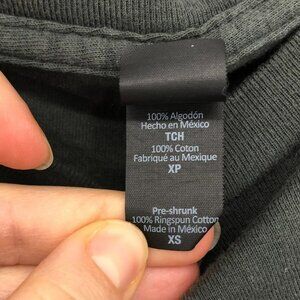 100% Algodón
Hecho en México
TCH
100% Coton
Fabriqué au Mexique
XP
Pre-shrunk
100% Ringspun Cotton
Made in México
XS